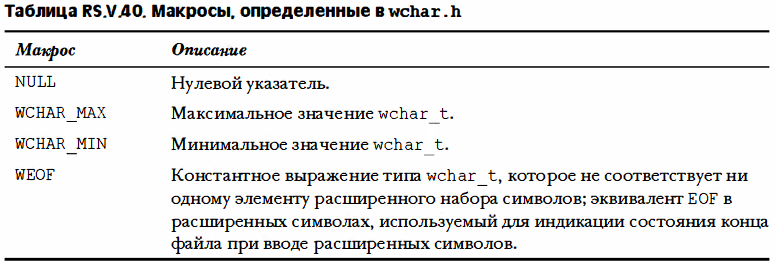 Таблица RS.V.40. Макросы, определенные в wchar.h
Макрос Описание
NULL Нулевой указатель.
WCHAR_MAX Максимальное значение wchar_t.
WCHAR_MIN Минимальное значение wchar_t.
WEOF Константное выражение типа wchar_t, которое не соответствует ни
одному элементу расширенного набора символов; эквивалент EOF в
расширенных символах, используемый для индикации состояния конца
файла при вводе расширенных символов.